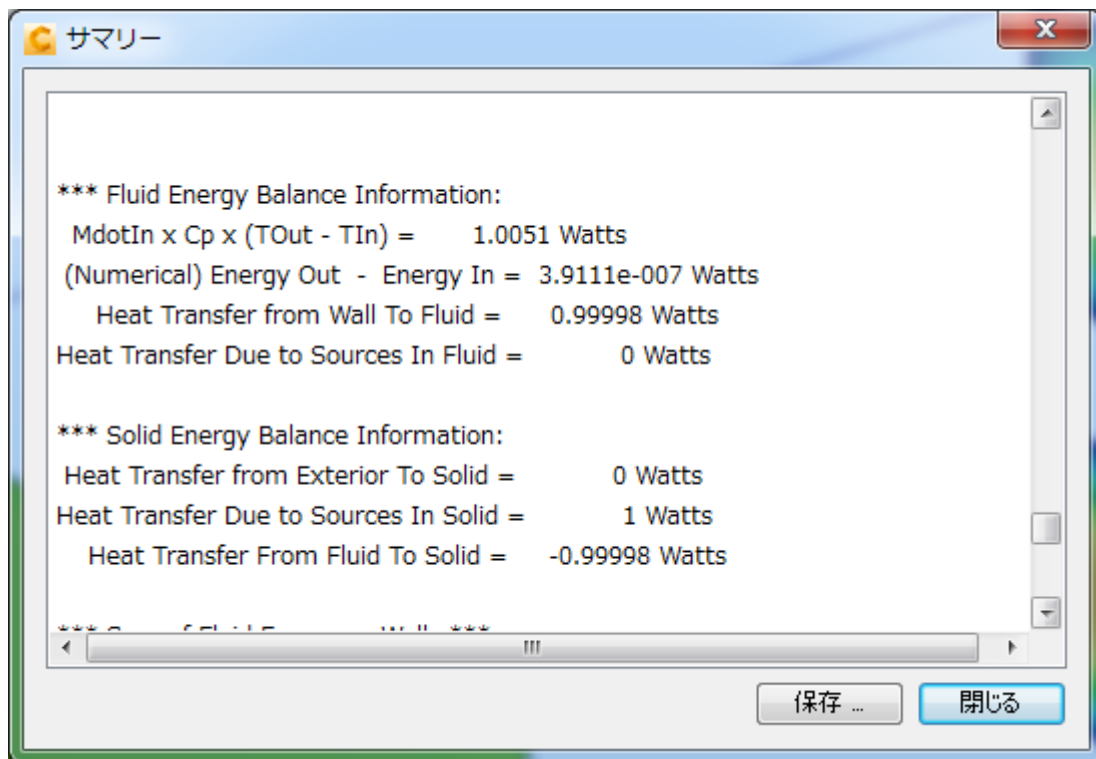 サマリー
*** Fluid Energy Balance Information:
MdotIn x Cp x (TOut - TIn) = 1.0051 Watts
(Numerical) Energy Out - Energy In = 3.9111e-007 Watts
Heat Transfer from Wall To Fluid = 0.99998 Watts
Heat Transfer Due to Sources In Fluid = 0 Watts
*** Solid Energy Balance Information:
Heat Transfer from Exterior To Solid = 0 Watts
Heat Transfer Due to Sources In Solid = 1 Watts
Heat Transfer From Fluid To Solid = -0.99998 Watts
保存 ...
閉じる